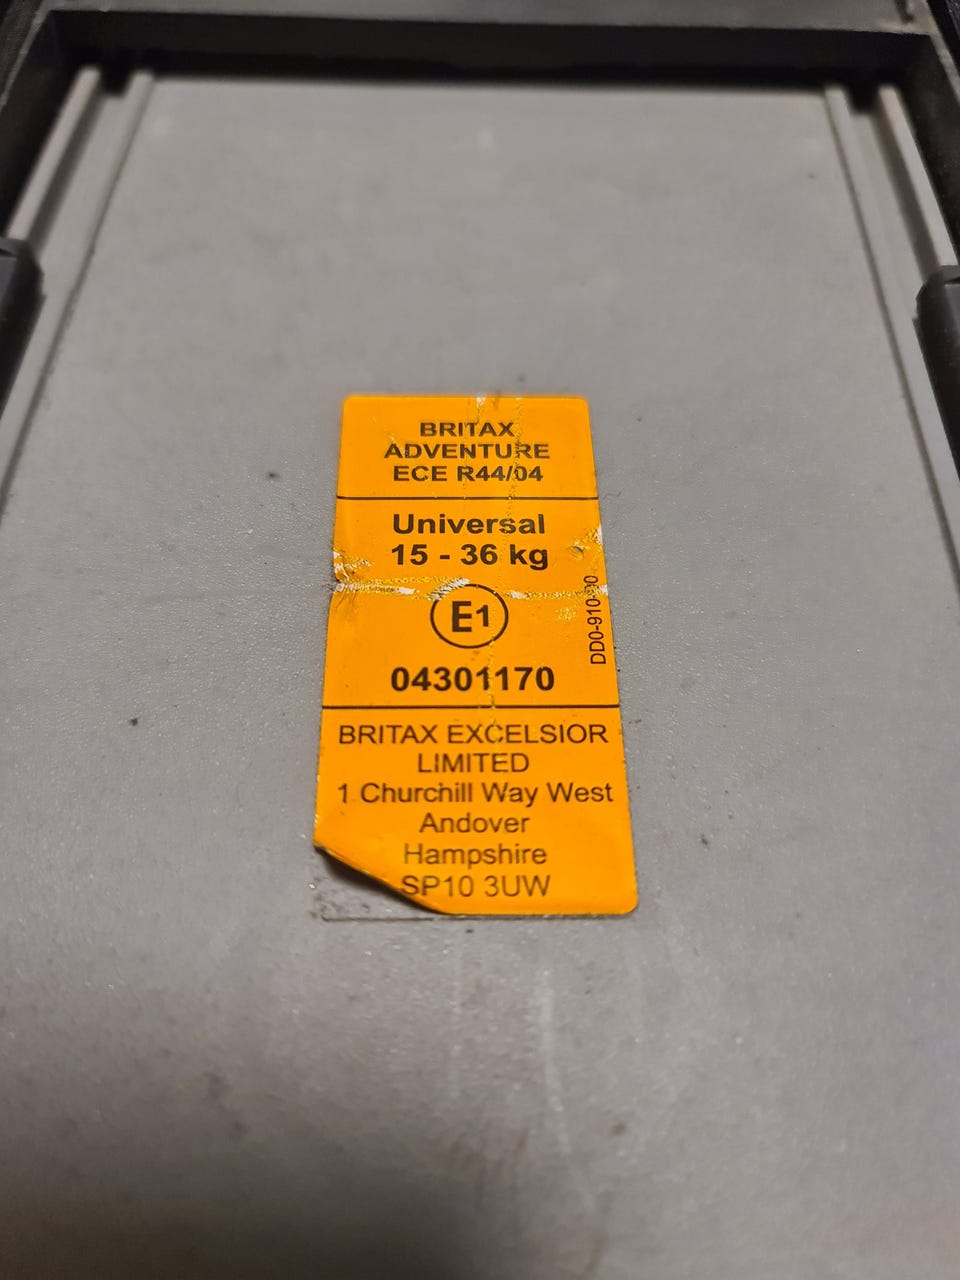 BRITAX
ADVENTURE
ECE R44/04
Universal
15 - 36 kg
E1
04301170
BRITAX EXCELSIOR
LIMITED
1 Churchill Way West
Andover
Hampshire
SP10 3UW